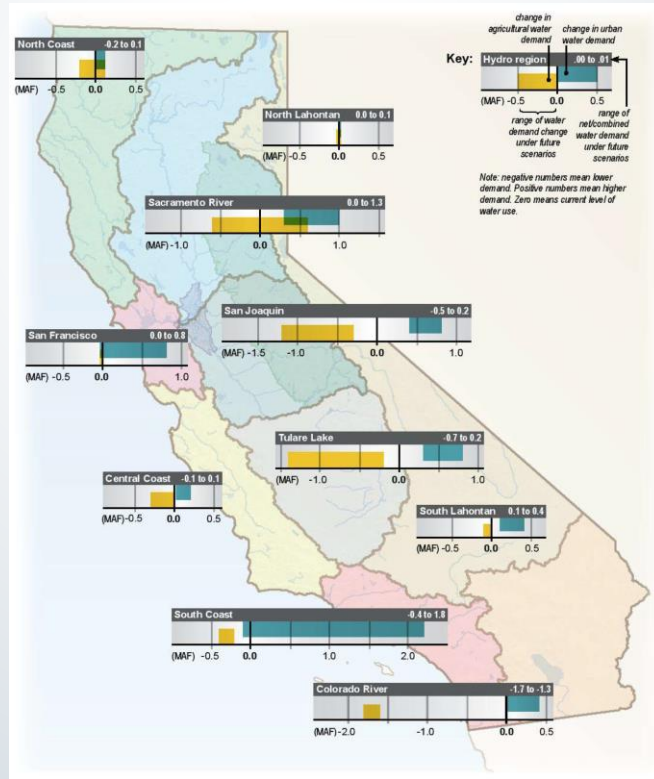 change in
agricultural water
demand
change in urban
water demand
Key:
Hydro region .00 to .01
(MAF) -0.5 0.0 0.5
range of water
demand change
under future
scenarios
range of
net/combined
water demand
under future
scenarios
Note: negative numbers mean lower
demand. Positive numbers mean higher
demand. Zero means current level of
water use.
North Coast -0.2 to 0.1
(MAF) -0.5 0.0 0.5
North Lahontan 0.0 to 0.1
(MAF) -0.5 0.0 0.5
Sacramento River 0.0 to 1.3
(MAF) -1.0 0.0 1.0
San Joaquin -0.5 to 0.2
(MAF) -1.5 -1.0 0.0 1.0
San Francisco 0.0 to 0.8
(MAF) -0.5 0.0 1.0
Tulare Lake -0.7 to 0.2
(MAF) -1.0 0.0 1.0
Central Coast -0.1 to 0.1
(MAF) -0.5 0.0 0.5
South Lahontan 0.1 to 0.4
(MAF) -0.5 0.0 0.5
South Coast -0.4 to 1.8
(MAF) -0.5 0.0 1.0 2.0
Colorado River -1.7 to -1.3
(MAF) -2.0 -1.0 0.0 0.5